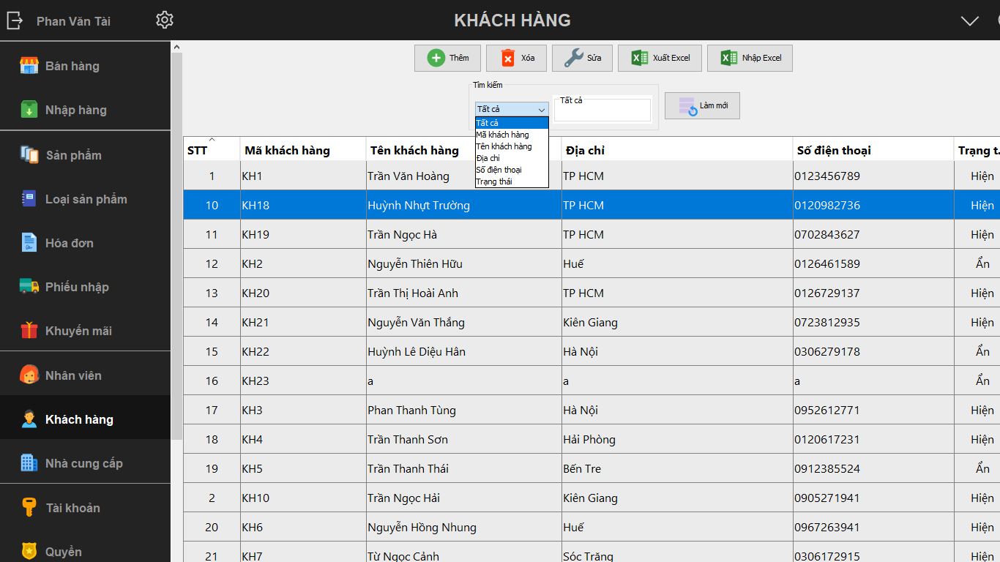 Phan Văn Tài
KHÁCH HÀNG
Bán hàng
Nhập hàng
Sản phẩm
Loại sản phẩm
Hóa đơn
Phiếu nhập
Khuyến mãi
Nhân viên
Khách hàng
Nhà cung cấp
Tài khoản
Quyền
Thêm Xóa Sửa Xuất Excel Nhập Excel
Tìm kiếm
Tất cả Tất cả Làm mới
Tất cả
Mã khách hàng
Tên khách hàng
Địa chỉ
Số điện thoại
Trạng thái
STT Mã khách hàng Tên khách hàng Địa chỉ Số điện thoại Trạng t...
1 KH1 Trần Văn Hoàng TP HCM 0123456789 Hiện
10 KH18 Huỳnh Nhựt Trường TP HCM 0120982736 Hiện
11 KH19 Trần Ngọc Hà TP HCM 0702843627 Hiện
12 KH2 Nguyễn Thiên Hữu Huế 0126461589 Ẩn
13 KH20 Trần Thị Hoài Anh TP HCM 0126729137 Hiện
14 KH21 Nguyễn Văn Thắng Kiên Giang 0723812935 Hiện
15 KH22 Huỳnh Lê Diệu Hân Hà Nội 0306279178 Ẩn
16 KH23 a a a Ẩn
17 KH3 Phan Thanh Tùng Hà Nội 0952612771 Hiện
18 KH4 Trần Thanh Sơn Hải Phòng 0120617231 Hiện
19 KH5 Trần Thanh Thái Bến Tre 0912385524 Ẩn
2 KH10 Trần Ngọc Hải Kiên Giang 0905271941 Hiện
20 KH6 Nguyễn Hồng Nhung Huế 0967263941 Hiện
21 KH7 Từ Ngọc Cảnh Sóc Trăng 0306172915 Hiện